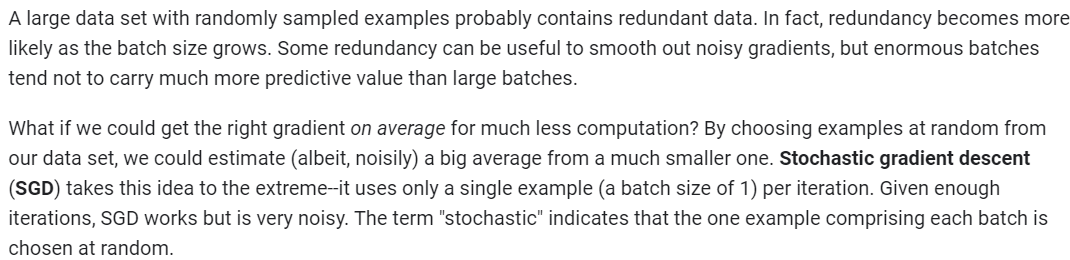 A large data set with randomly sampled examples probably contains redundant data. In fact, redundancy becomes more
likely as the batch size grows. Some redundancy can be useful to smooth out noisy gradients, but enormous batches
tend not to carry much more predictive value than large batches.
What if we could get the right gradient on average for much less computation? By choosing examples at random from
our data set, we could estimate (albeit, noisily) a big average from a much smaller one. Stochastic gradient descent
(SGD) takes this idea to the extreme--it uses only a single example (a batch size of 1) per iteration. Given enough
iterations, SGD works but is very noisy. The term "stochastic" indicates that the one example comprising each batch is
chosen at random.